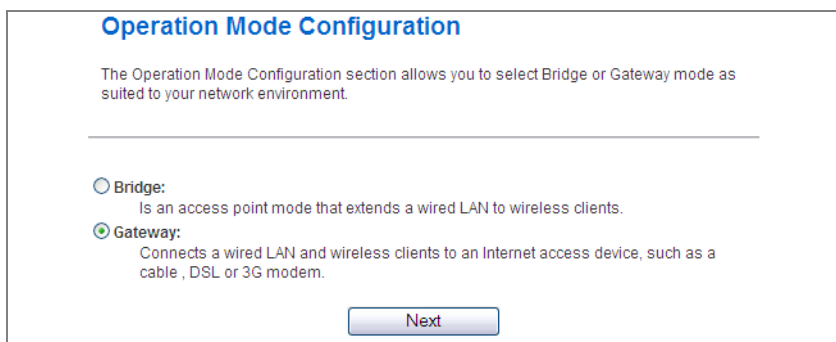 Operation Mode Configuration
The Operation Mode Configuration section allows you to select Bridge or Gateway mode as
suited to your network environment.
Bridge:
Is an access point mode that extends a wired LAN to wireless clients.
Gateway:
Connects a wired LAN and wireless clients to an Internet access device, such as a
cable , DSL or 3G modem.
Next